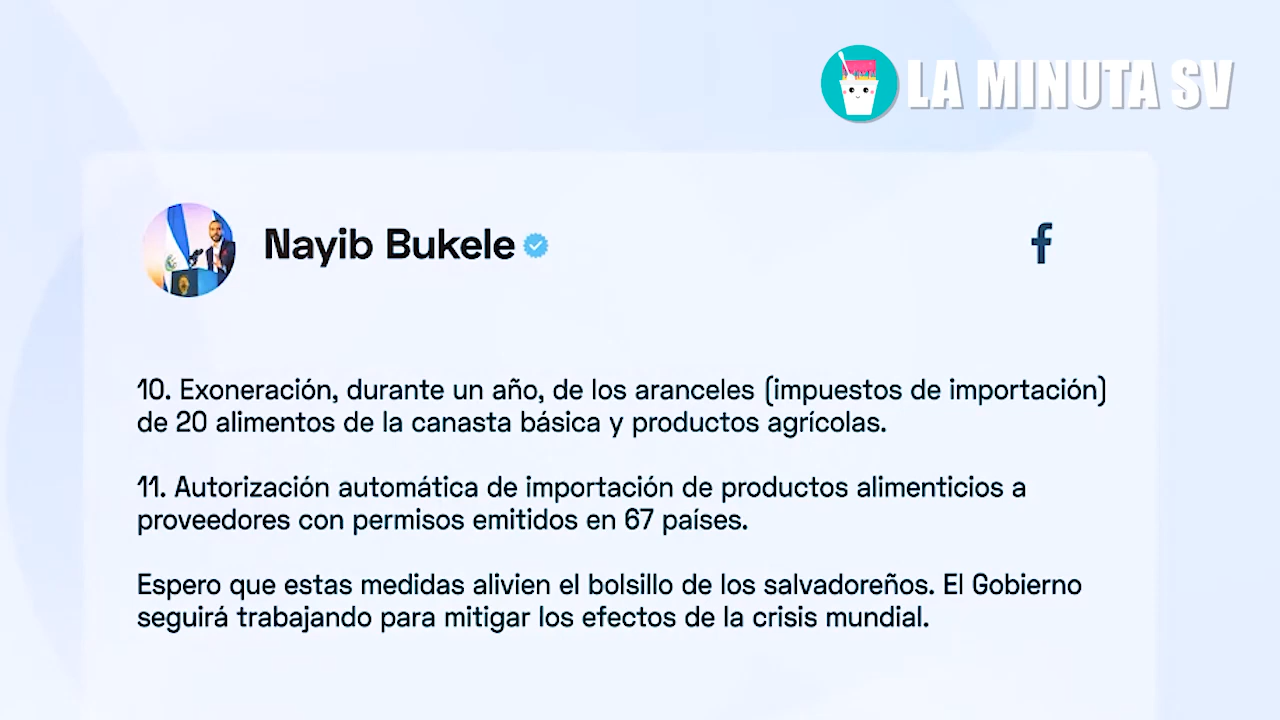 LA MINUTA SV
Nayib Bukele
10. Exoneración, durante un año, de los aranceles (impuestos de importación)
de 20 alimentos de la canasta básica y productos agrícolas.
11. Autorización automática de importación de productos alimenticios a
proveedores con permisos emitidos en 67 países.
Espero que estas medidas alivien el bolsillo de los salvadoreños. El Gobierno
seguirá trabajando para mitigar los efectos de la crisis mundial.